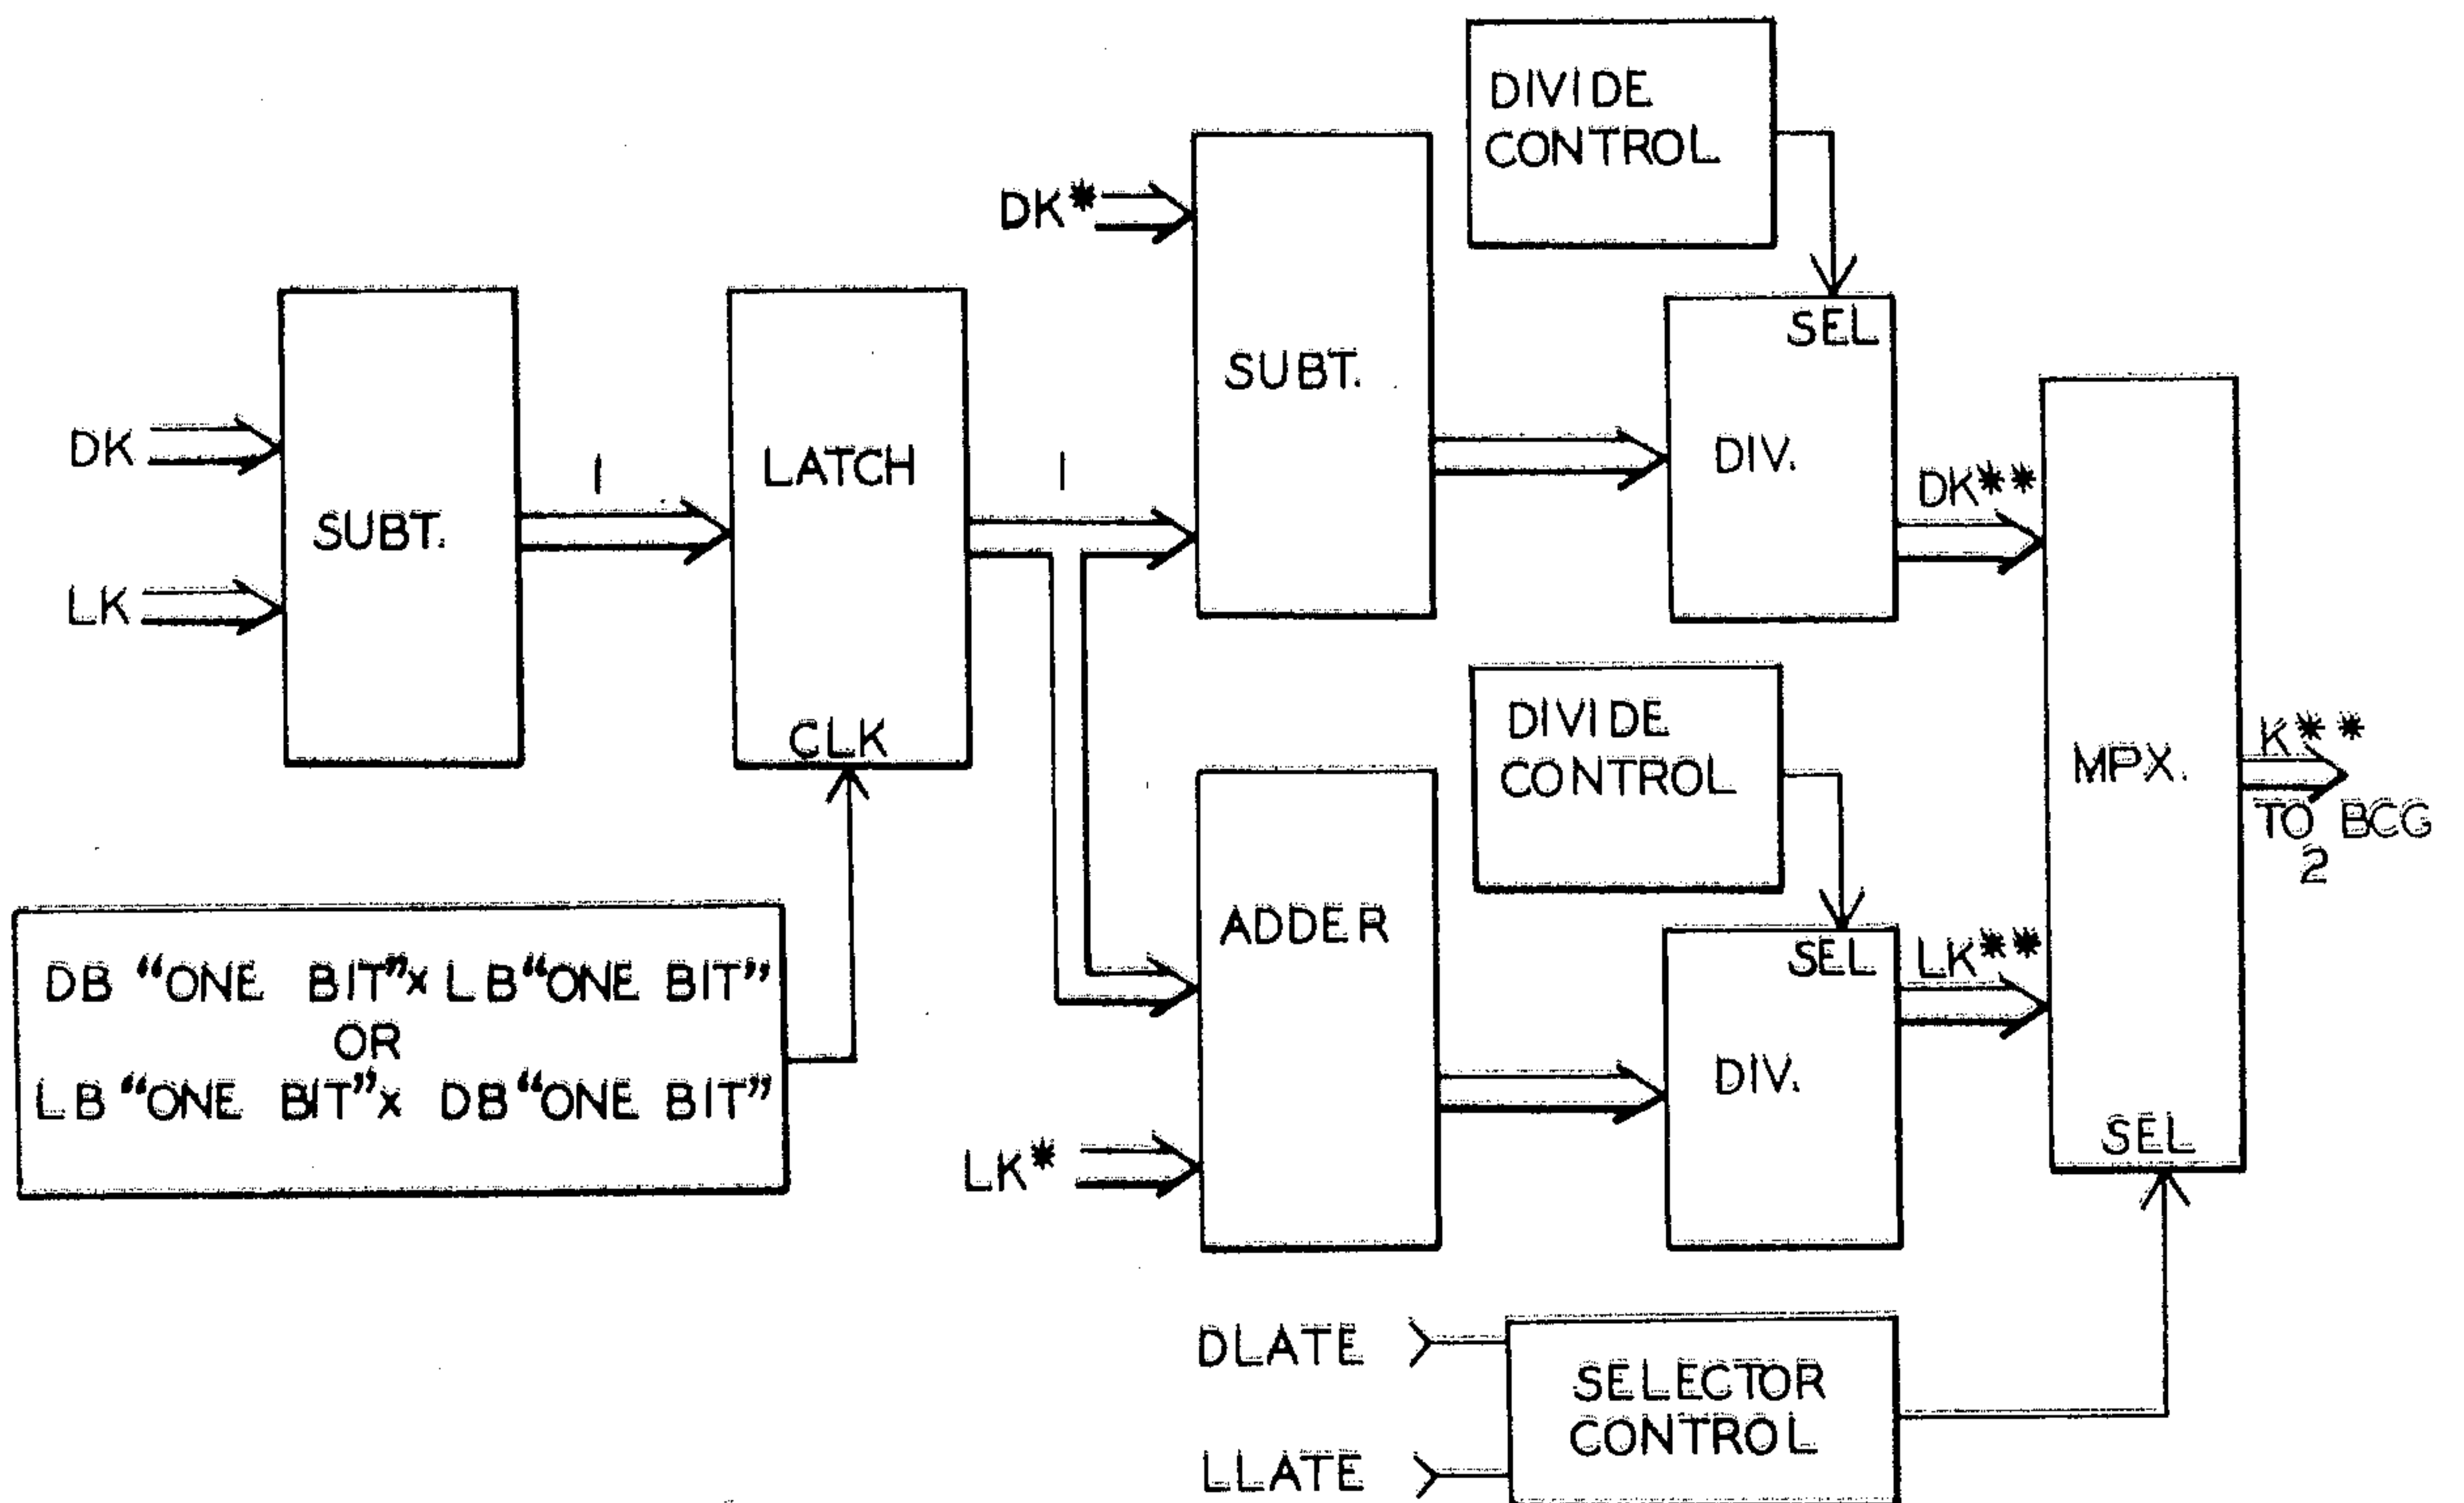 DIVIDE
CONTROL
DK*
SEL
SUBT.
DK
I
LATCH
I
DIV.
DK**
SUBT.
LK
DIVIDE
CONTROL
CLK
K**
MPX.
TO BCG
2
ADDER
SEL
LK**
DB “ONE BIT”x LB“ONE BIT”
OR
LB “ONE BIT”x DB“ONE BIT”
DIV.
SEL
LK*
DLATE
SELECTOR
CONTROL
LLATE